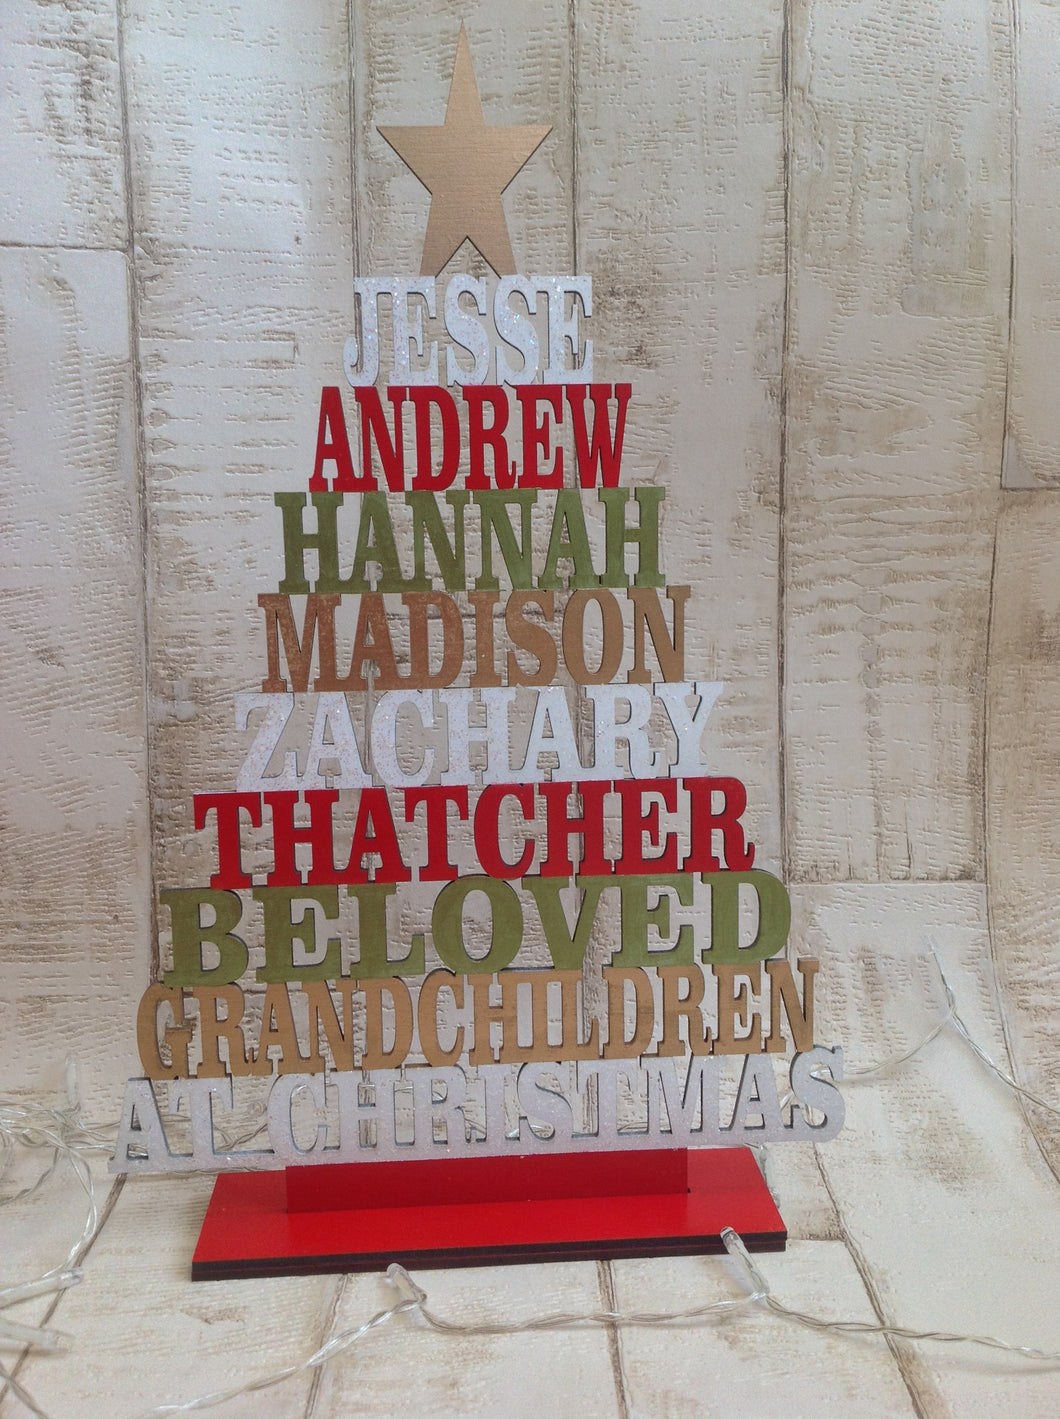 JESSE
ANDREW
HANNAH
MADISON
ZACHARY
THATCHER
BELOVED
GRANDCHILDREN
AT CHRISTMAS